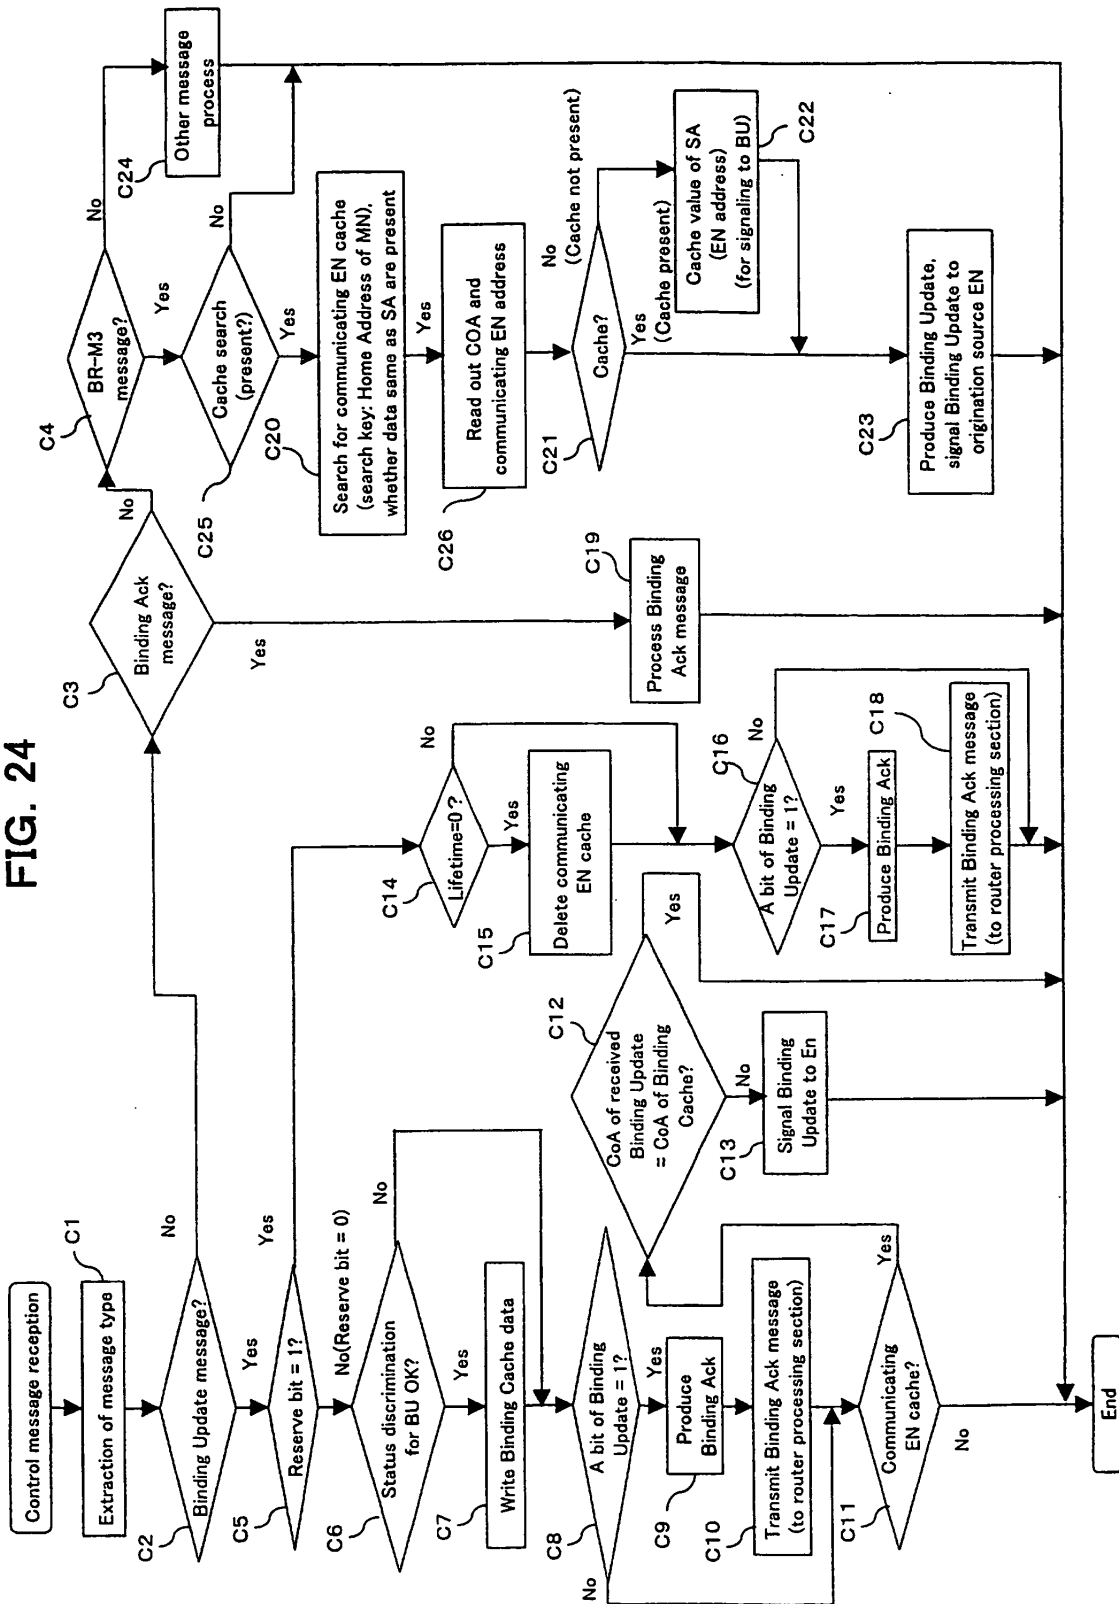 FIG. 24
Control message reception
C1
Extraction of message type
C2
Binding Update message?
No
Yes
C5
Reserve bit = 1?
Yes
No(Reserve bit = 0)
C6
Status discrimination
for BU OK?
No
Yes
C7
Write Binding Cache data
C8
A bit of Binding
Update = 1?
No
Yes
C9
Produce
Binding Ack
C10
Transmit Binding Ack message
(to router processing section)
C11
Communicating
EN cache?
Yes
No
End
C12
CoA of received
Binding Update
= CoA of Binding
Cache?
Yes
No
C13
Signal Binding
Update to En
C14
Lifetime=0?
No
Yes
C15
Delete communicating
EN cache
C16
A bit of Binding
Update = 1?
No
Yes
C17
Produce Binding Ack
C18
Transmit Binding Ack message
(to router processing section)
C3
Binding Ack
message?
No
Yes
C19
Process Binding
Ack message
C4
BR-M3
message?
No
Yes
C24
Other message
process
C25
Cache search
(present?)
No
Yes
C20
Search for communicating EN cache
(search key: Home Address of MN),
whether data same as SA are present
Yes
C26
Read out COA and
communicating EN address
C21
Cache?
No
(Cache not present)
Yes
(Cache present)
C22
Cache value of SA
(EN address)
(for signaling to BU)
C23
Produce Binding Update,
signal Binding Update to
origination source EN